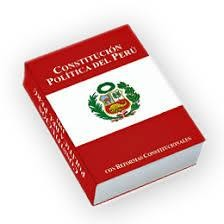 CONSTITUCIÓN
POLÍTICA DEL PERÚ
CON REFORMAS CONSTITUCIONALES